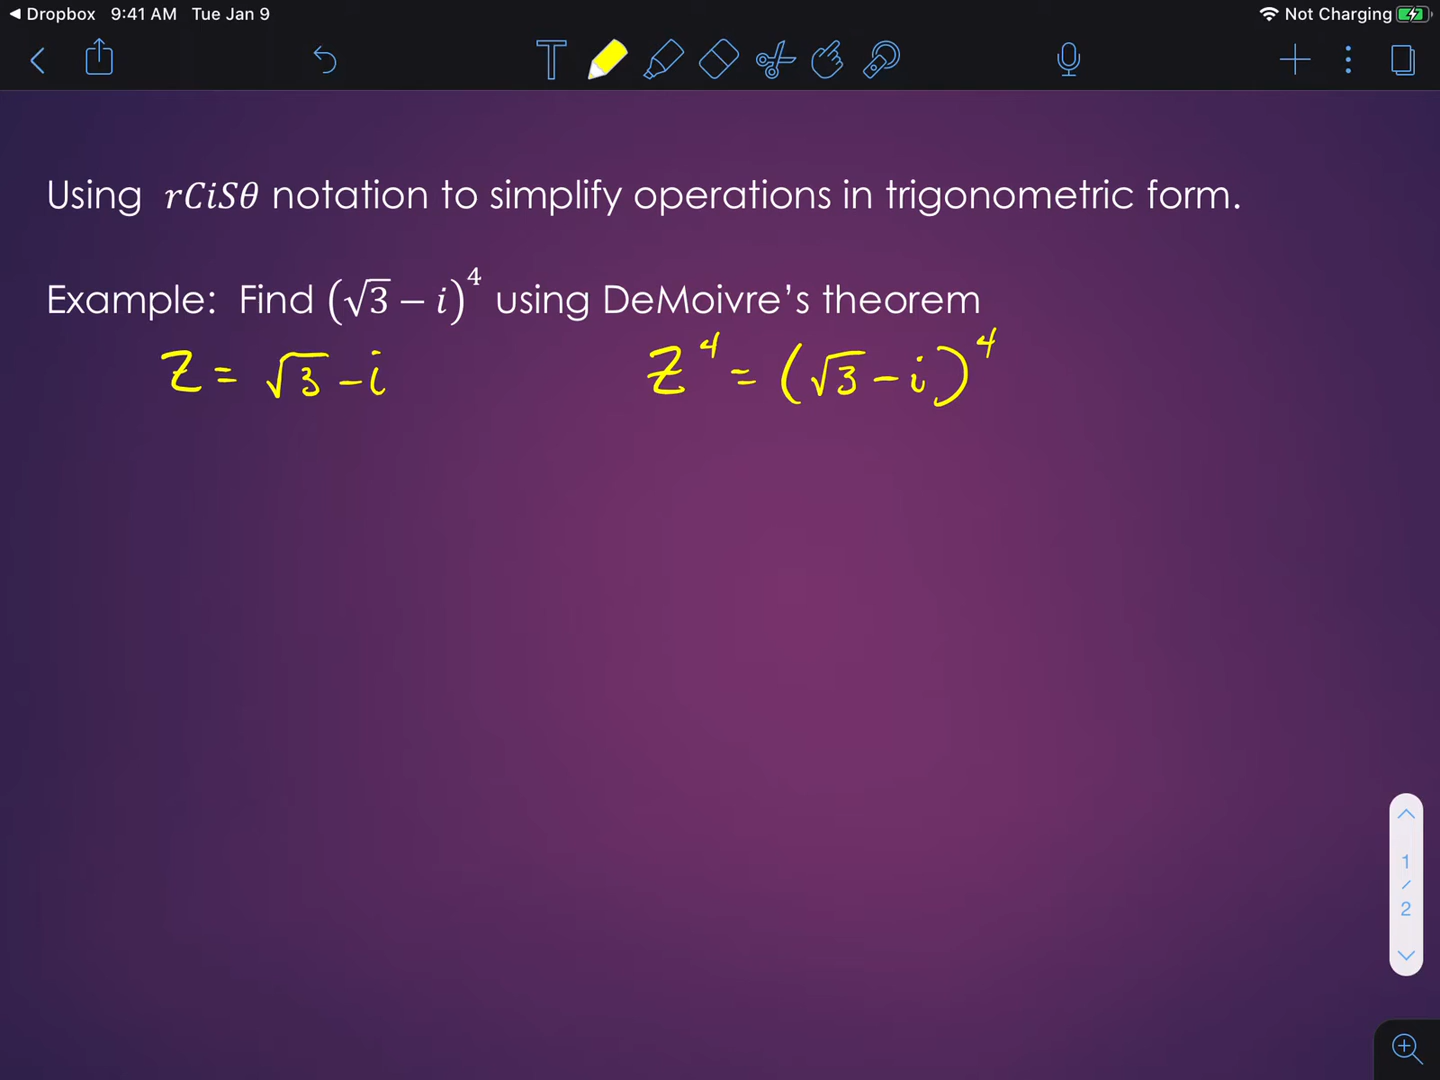 Dropbox 9:41 AM Tue Jan 9 Not Charging
T
Using rCiSθ notation to simplify operations in trigonometric form.
Example: Find (√3 − i)⁴ using DeMoivre’s theorem
Z = √3 − i Z⁴ = (√3 − i)⁴
1
/
2